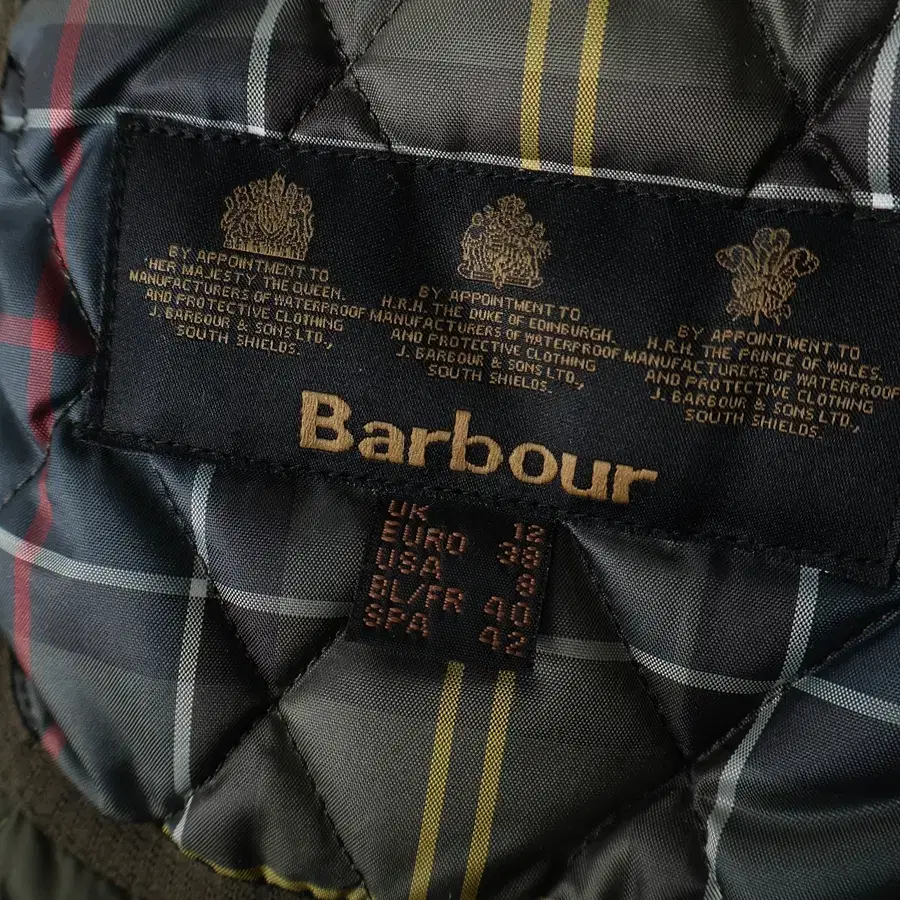 BY APPOINTMENT TO
HER MAJESTY, THE QUEEN.
MANUFACTURERS OF WATERPROOF
AND PROTECTIVE CLOTHING
J. BARBOUR & SONS LTD.,
SOUTH SHIELDS.
BY APPOINTMENT TO
H.R.H. THE DUKE OF EDINBURGH.
MANUFACTURERS OF WATERPROOF
AND PROTECTIVE CLOTHING
J. BARBOUR & SONS LTD.,
SOUTH SHIELDS.
BY APPOINTMENT TO
H.R.H. THE PRINCE OF WALES.
MANUFACTURERS OF WATERPROOF
AND PROTECTIVE CLOTHING
J. BARBOUR & SONS LTD.,
SOUTH SHIELDS.
Barbour
UK 12
EURO 38
USA 8
BL/FR 40
SPA 42